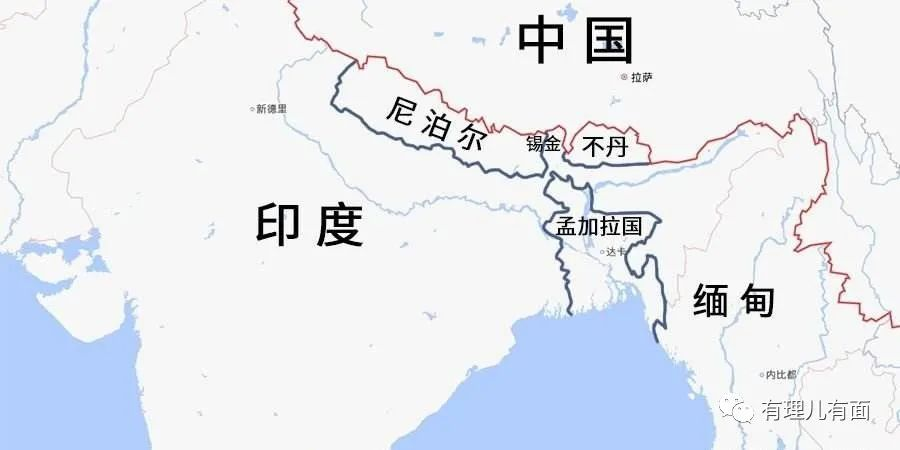 中国
拉萨
新德里
尼泊尔
锡金
不丹
印度
孟加拉国
达卡
缅甸
内比都
有理儿有面